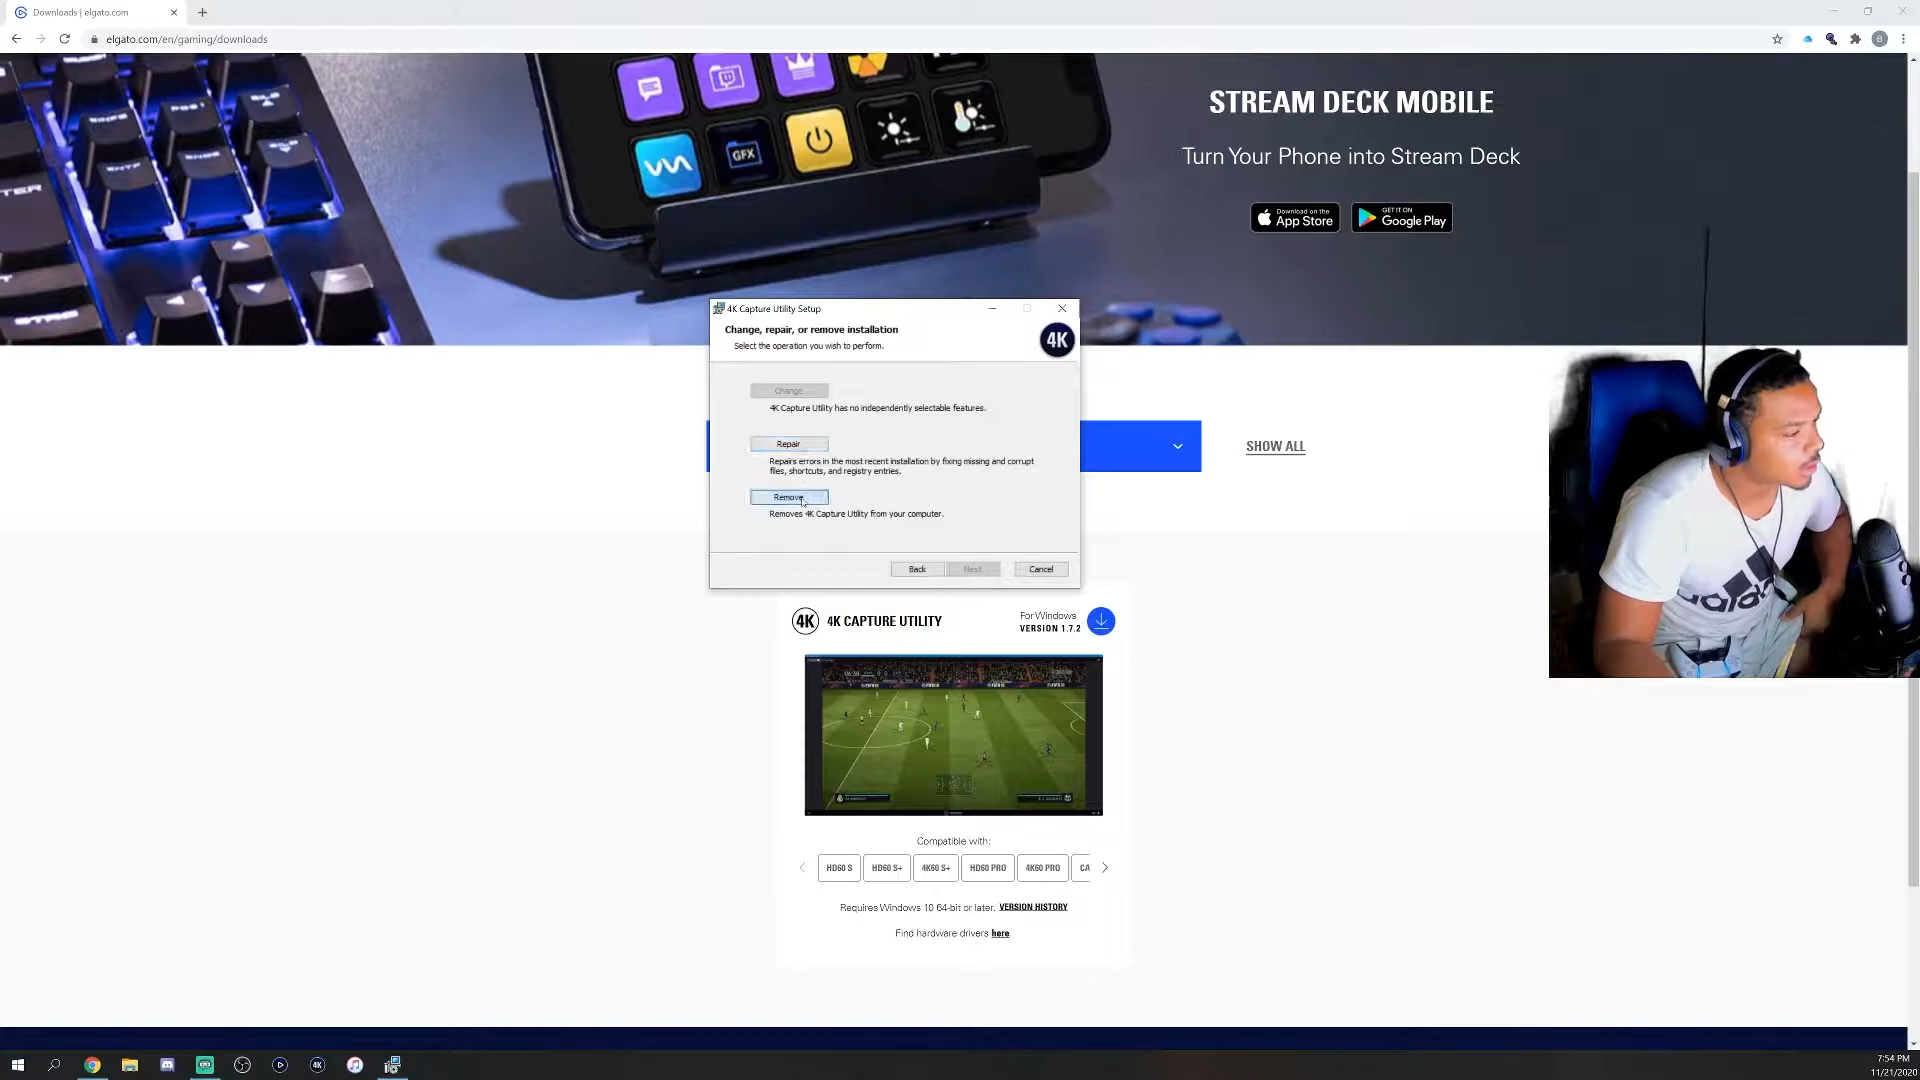 Downloads | elgato.com
elgato.com/en/gaming/downloads
B
STREAM DECK MOBILE
Turn Your Phone into Stream Deck
Download on the
App Store
GET IT ON
Google Play
GFX
4K Capture Utility Setup
Change, repair, or remove installation
Select the operation you wish to perform.
4K
Change...
4K Capture Utility has no independently selectable features.
Repair
Repairs errors in the most recent installation by fixing missing and corrupt
files, shortcuts, and registry entries.
Remove
Removes 4K Capture Utility from your computer.
Back
Next
Cancel
SHOW ALL
4K
4K CAPTURE UTILITY
For Windows
VERSION 1.7.2
Compatible with:
HD60 S
HD60 S+
4K60 S+
HD60 PRO
4K60 PRO
CA
Requires Windows 10 64-bit or later. VERSION HISTORY
Find hardware drivers here.
adidas
4K
7:54 PM
11/21/2020